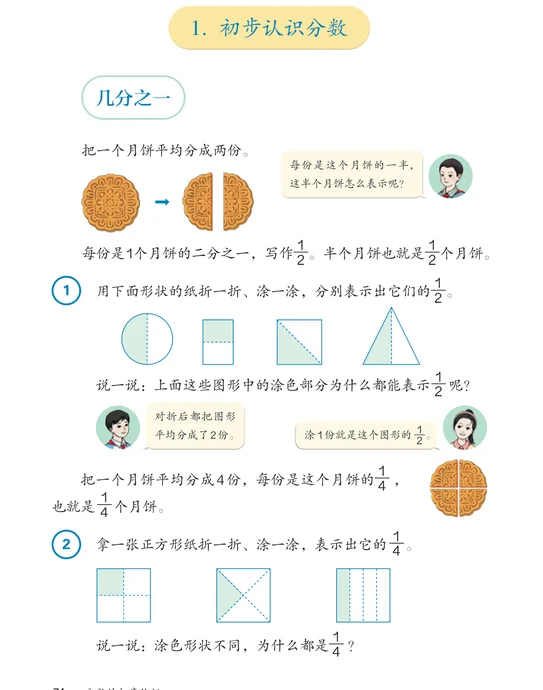 1. 初步认识分数
几分之一
把一个月饼平均分成两份。
每份是这个月饼的一半，
这半个月饼怎么表示呢？
每份是1个月饼的二分之一，写作1/2。半个月饼也就是1/2个月饼。
1 用下面形状的纸折一折、涂一涂，分别表示出它们的1/2。
说一说：上面这些图形中的涂色部分为什么都能表示1/2呢？
对折后都把图形
平均分成了2份。
涂1份就是这个图形的1/2。
把一个月饼平均分成4份，每份是这个月饼的1/4，
也就是1/4个月饼。
2 拿一张正方形纸折一折、涂一涂，表示出它的1/4。
说一说：涂色形状不同，为什么都是1/4？